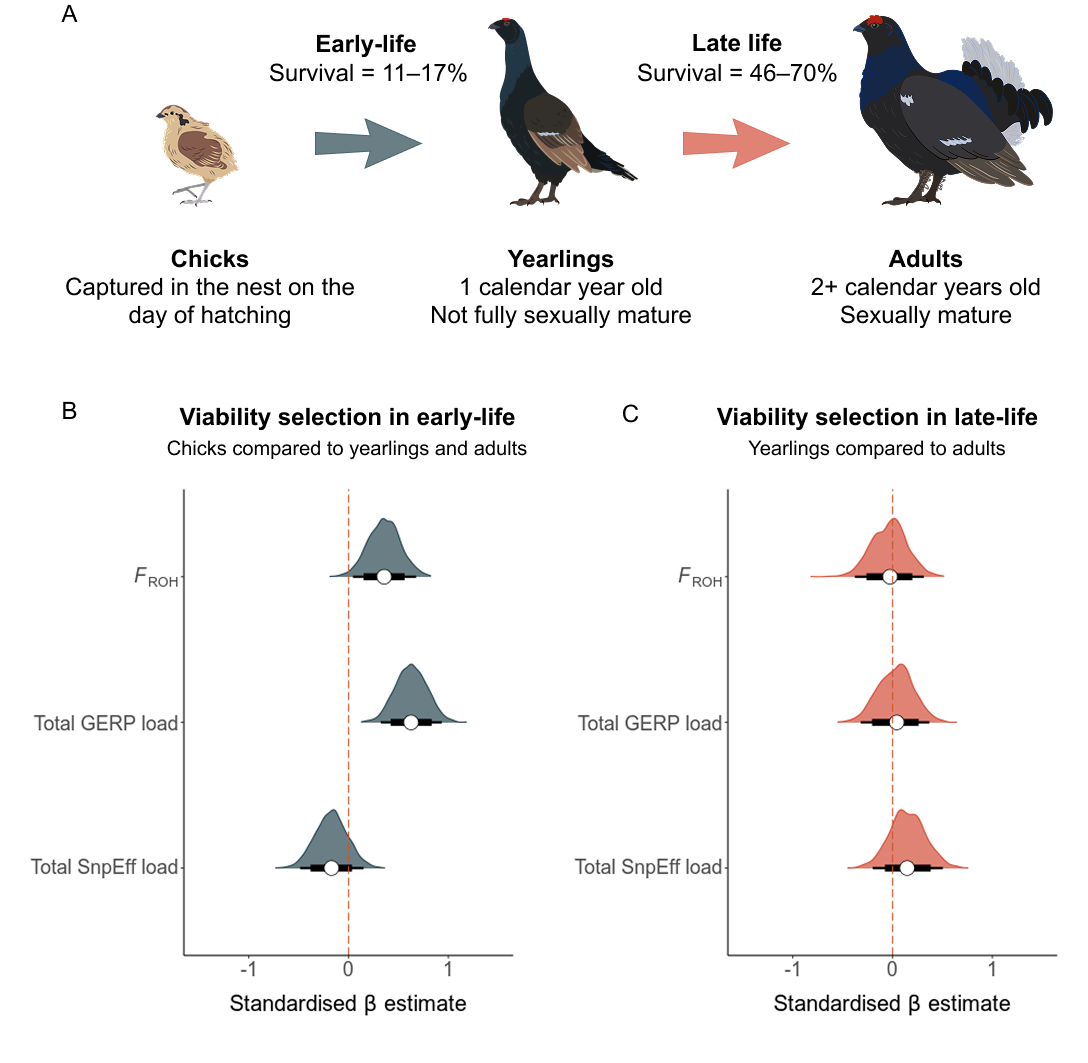 A
Early-life
Survival = 11–17%
Late life
Survival = 46–70%
Chicks
Captured in the nest on the
day of hatching
Yearlings
1 calendar year old
Not fully sexually mature
Adults
2+ calendar years old
Sexually mature
B
Viability selection in early-life
Chicks compared to yearlings and adults
FROH
Total GERP load
Total SnpEff load
-1 0 1
Standardised β estimate
C
Viability selection in late-life
Yearlings compared to adults
FROH
Total GERP load
Total SnpEff load
-1 0 1
Standardised β estimate